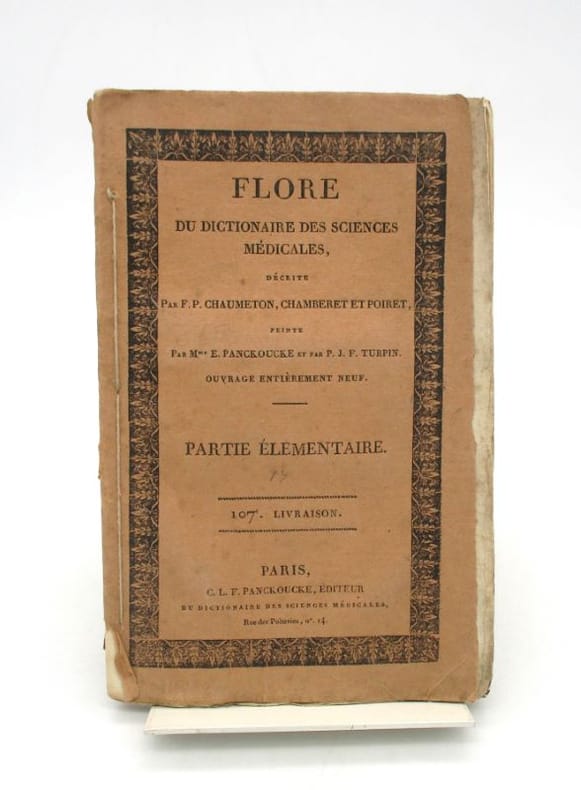 FLORE
DU DICTIONAIRE DES SCIENCES
MÉDICALES,
DÉCRITE
PAR F. P. CHAUMETON, CHAMBERET ET POIRET,
PEINTE
PAR Mme E. PANCKOUCKE ET PAR P. J. F. TURPIN.
OUVRAGE ENTIÈREMENT NEUF.
PARTIE ÉLEMENTAIRE.
107e. LIVRAISON.
PARIS,
C. L. F. PANCKOUCKE, ÉDITEUR
DU DICTIONAIRE DES SCIENCES MÉDICALES,
Rue des Poitevins, nº. 14.